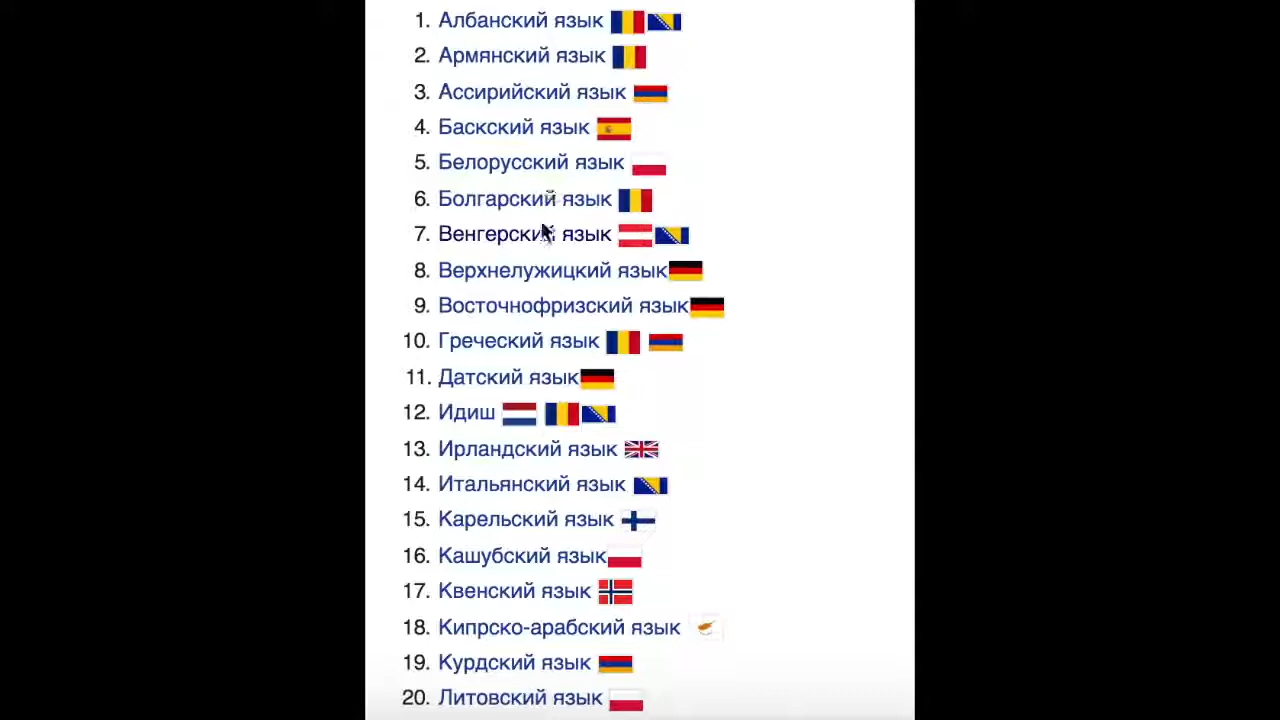 1. Албанский язык
2. Армянский язык
3. Ассирийский язык
4. Баскский язык
5. Белорусский язык
6. Болгарский язык
7. Венгерский язык
8. Верхнелужицкий язык
9. Восточнофризский язык
10. Греческий язык
11. Датский язык
12. Идиш
13. Ирландский язык
14. Итальянский язык
15. Карельский язык
16. Кашубский язык
17. Квенский язык
18. Кипрско-арабский язык
19. Курдский язык
20. Литовский язык